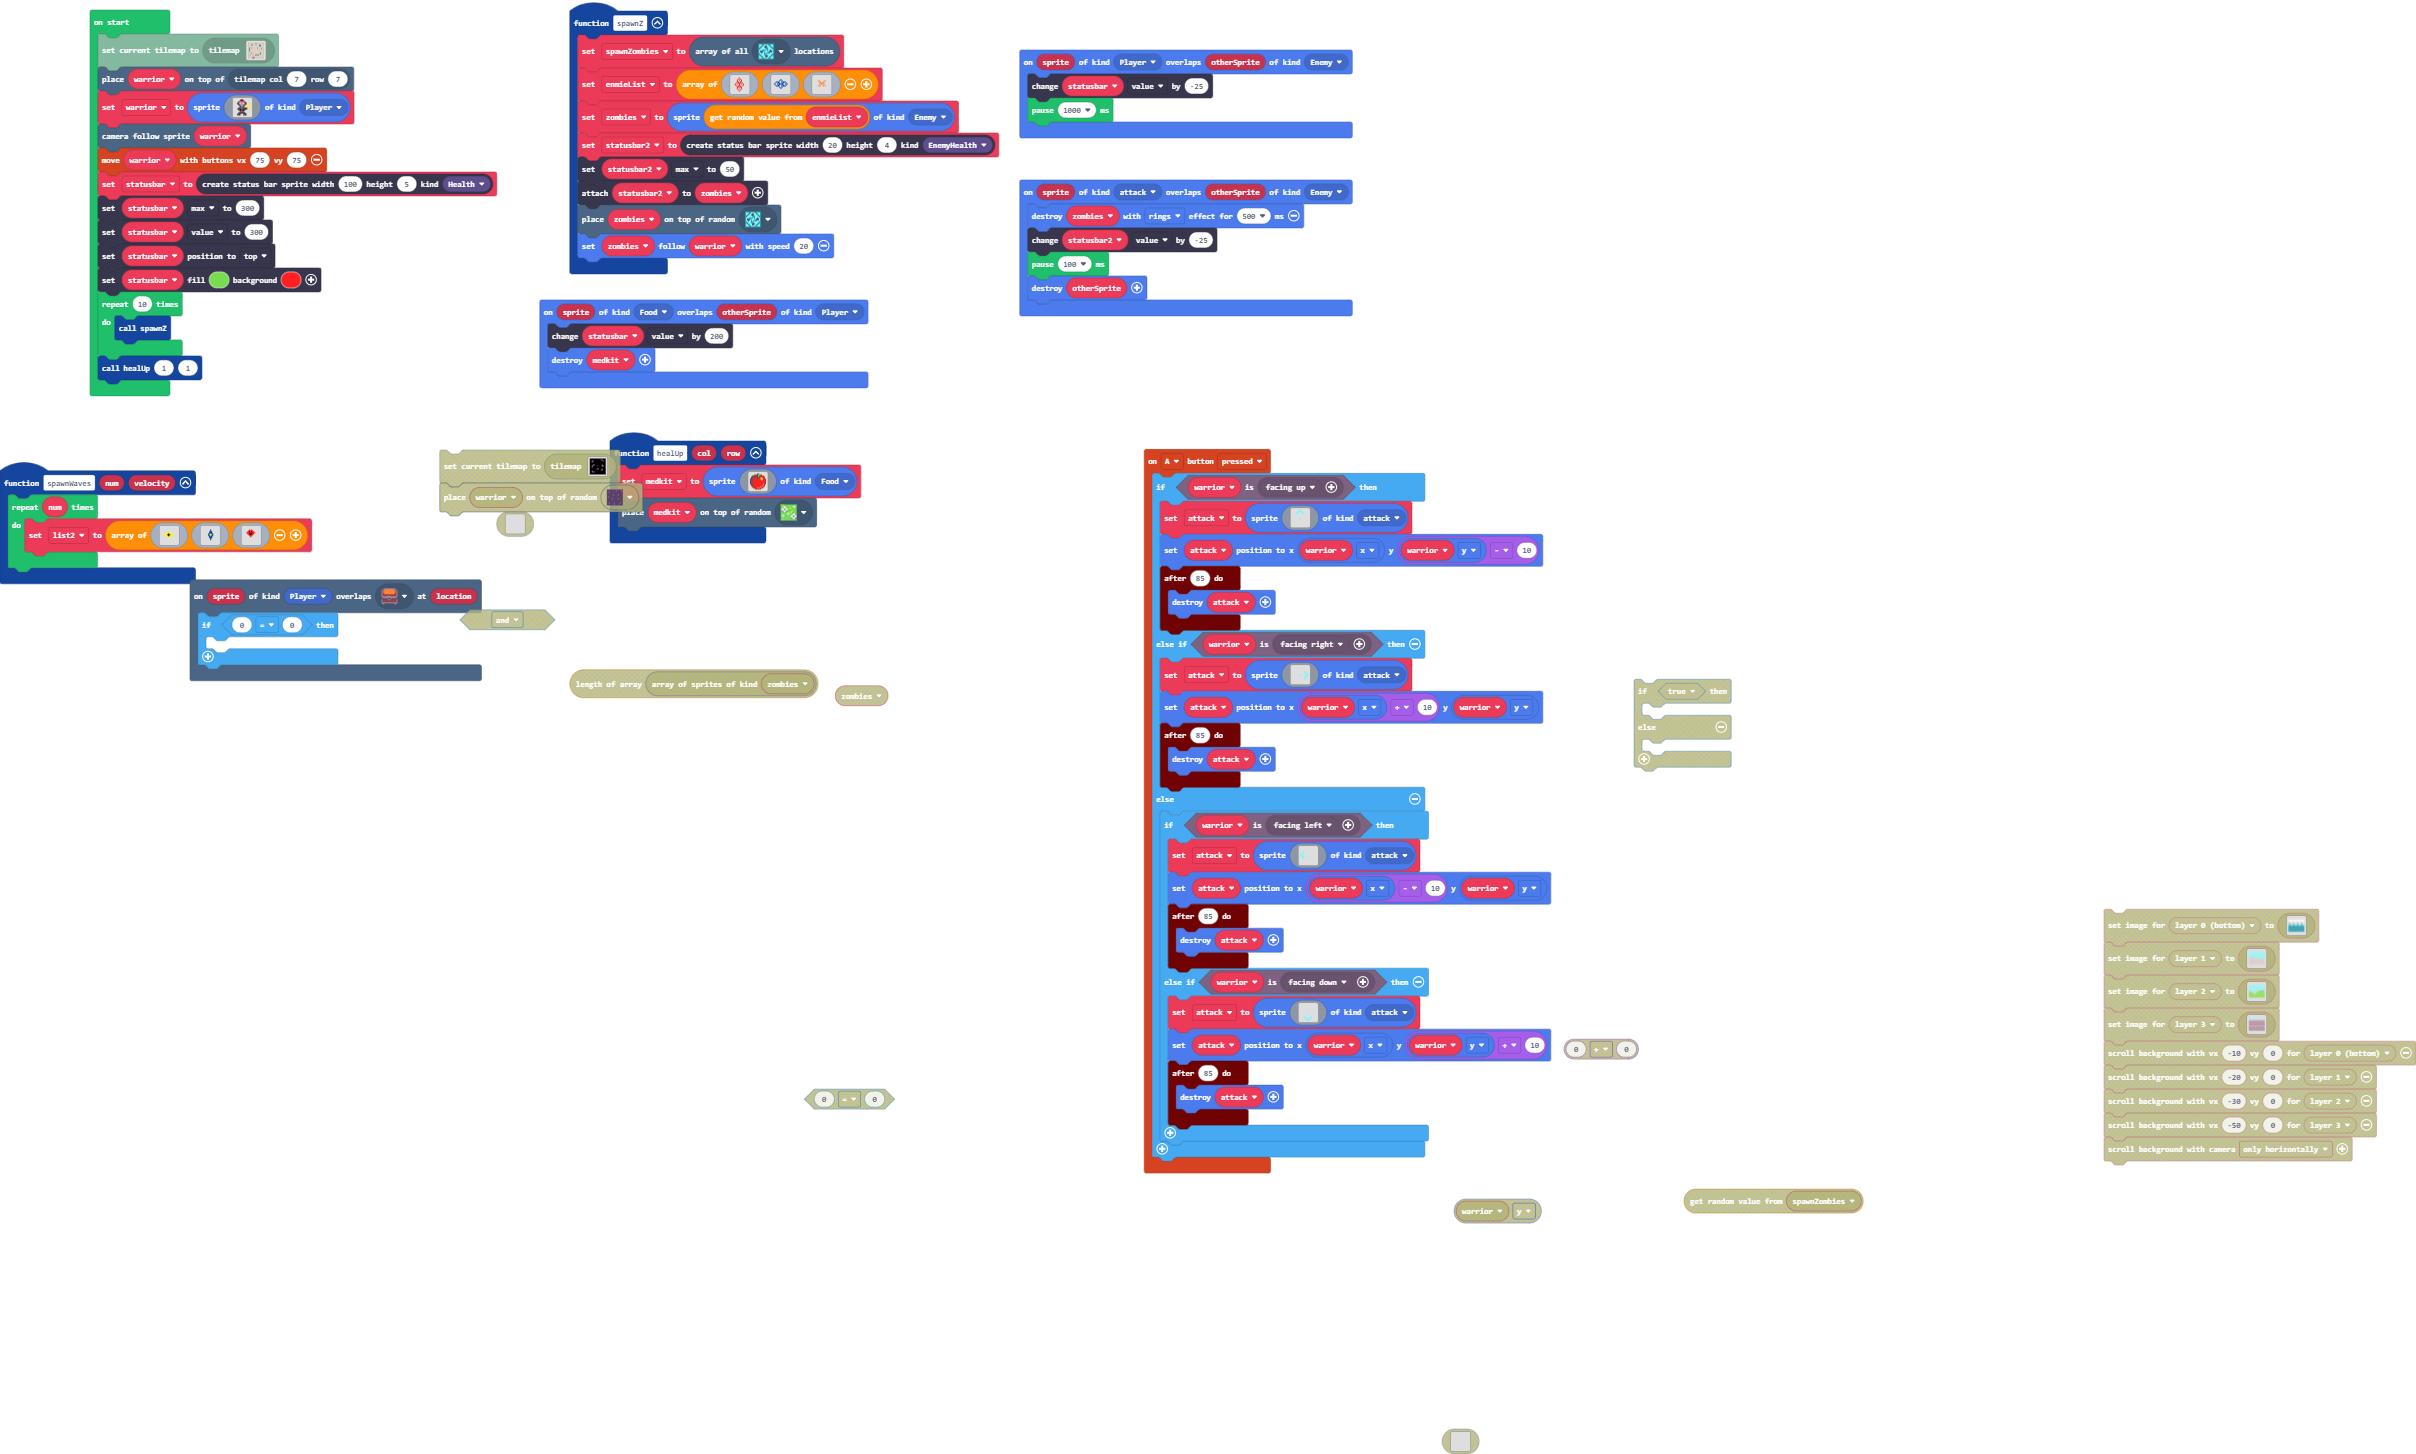 on start
set current tilemap to tilemap
place warrior on top of tilemap col 7 row 7
set warrior to sprite of kind Player
camera follow sprite warrior
move warrior with buttons vx 75 vy 75
set statusbar to create status bar sprite width 100 height 5 kind Health
set statusbar max to 300
set statusbar value to 300
set statusbar position to top
set statusbar fill background
repeat 10 times
do
call spawnZ
call healUp 1 1
function spawnZ
set spawnZombies to array of all locations
set enmieList to array of
set zombies to sprite get random value from enmieList of kind Enemy
set statusbar2 to create status bar sprite width 20 height 4 kind EnemyHealth
set statusbar2 max to 50
attach statusbar2 to zombies
place zombies on top of random
set zombies follow warrior with speed 20
on sprite of kind Food overlaps otherSprite of kind Player
change statusbar value by 200
destroy medkit
on sprite of kind Player overlaps otherSprite of kind Enemy
change statusbar value by -25
pause 1000 ms
on sprite of kind attack overlaps otherSprite of kind Enemy
destroy zombies with rings effect for 500 ms
change statusbar2 value by -25
pause 100 ms
destroy otherSprite
function spawnWaves num velocity
repeat num times
do
set list2 to array of
set current tilemap to tilemap
place warrior on top of random
function healUp col row
set medkit to sprite of kind Food
place medkit on top of random
on sprite of kind Player overlaps at location
if 0 = 0 then
and
length of array array of sprites of kind zombies
zombies
0 = 0
on A button pressed
if warrior is facing up then
set attack to sprite of kind attack
set attack position to x warrior x y warrior y - 10
after 85 do
destroy attack
else if warrior is facing right then
set attack to sprite of kind attack
set attack position to x warrior x + 10 y warrior y
after 85 do
destroy attack
else
if warrior is facing left then
set attack to sprite of kind attack
set attack position to x warrior x - 10 y warrior y
after 85 do
destroy attack
else if warrior is facing down then
set attack to sprite of kind attack
set attack position to x warrior x y warrior y + 10
after 85 do
destroy attack
if true then
else
0 + 0
warrior y
get random value from spawnZombies
set image for layer 0 (bottom) to
set image for layer 1 to
set image for layer 2 to
set image for layer 3 to
scroll background with vx -10 vy 0 for layer 0 (bottom)
scroll background with vx -20 vy 0 for layer 1
scroll background with vx -30 vy 0 for layer 2
scroll background with vx -50 vy 0 for layer 3
scroll background with camera only horizontally